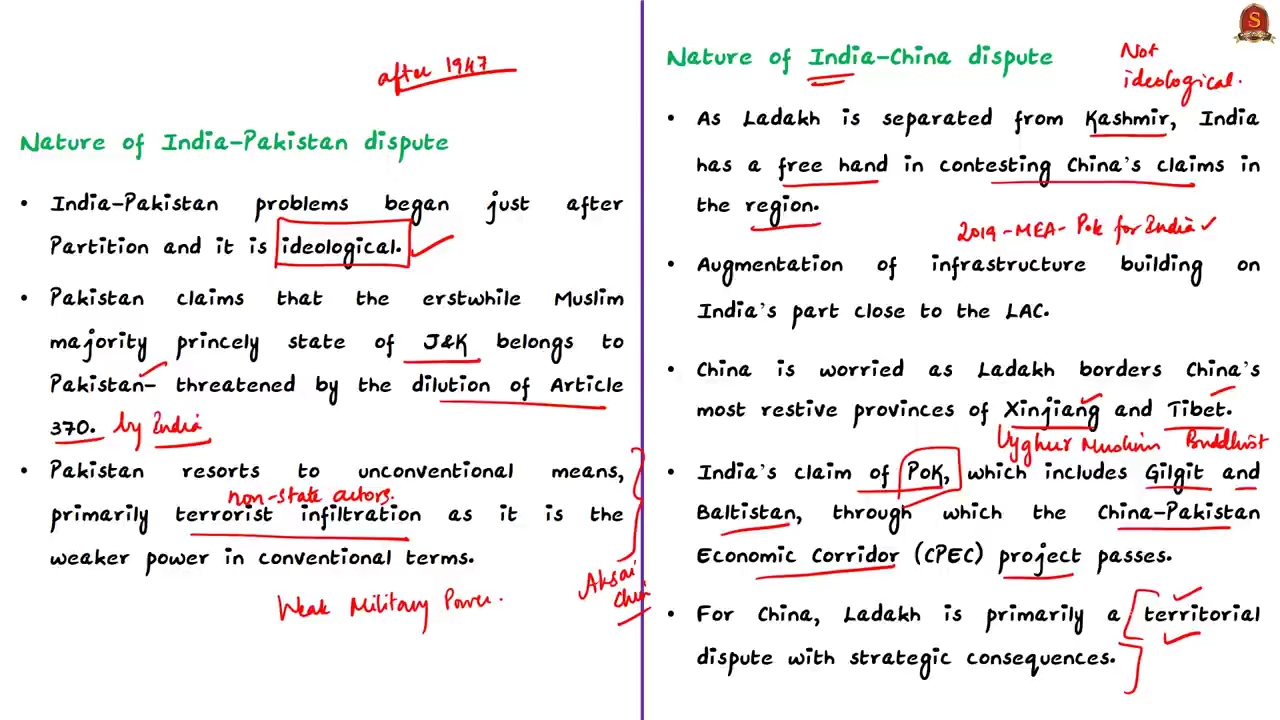 after 1947
Nature of India-Pakistan dispute
• India-Pakistan problems began just after
Partition and it is ideological.
• Pakistan claims that the erstwhile Muslim
majority princely state of J&K belongs to
Pakistan- threatened by the dilution of Article
370. by India
• Pakistan resorts to unconventional means,
non-state actors.
primarily terrorist infiltration as it is the
weaker power in conventional terms.
Weak Military Power.
Aksai
Chin
Nature of India-China dispute
Not
ideological.
• As Ladakh is separated from Kashmir, India
has a free hand in contesting China's claims in
the region.
2019-MEA-PoK for India
• Augmentation of infrastructure building on
India's part close to the LAC.
• China is worried as Ladakh borders China's
most restive provinces of Xinjiang and Tibet.
Uyghur Muslim Buddhist
• India's claim of PoK, which includes Gilgit and
Baltistan, through which the China-Pakistan
Economic Corridor (CPEC) project passes.
• For China, Ladakh is primarily a territorial
dispute with strategic consequences.
S